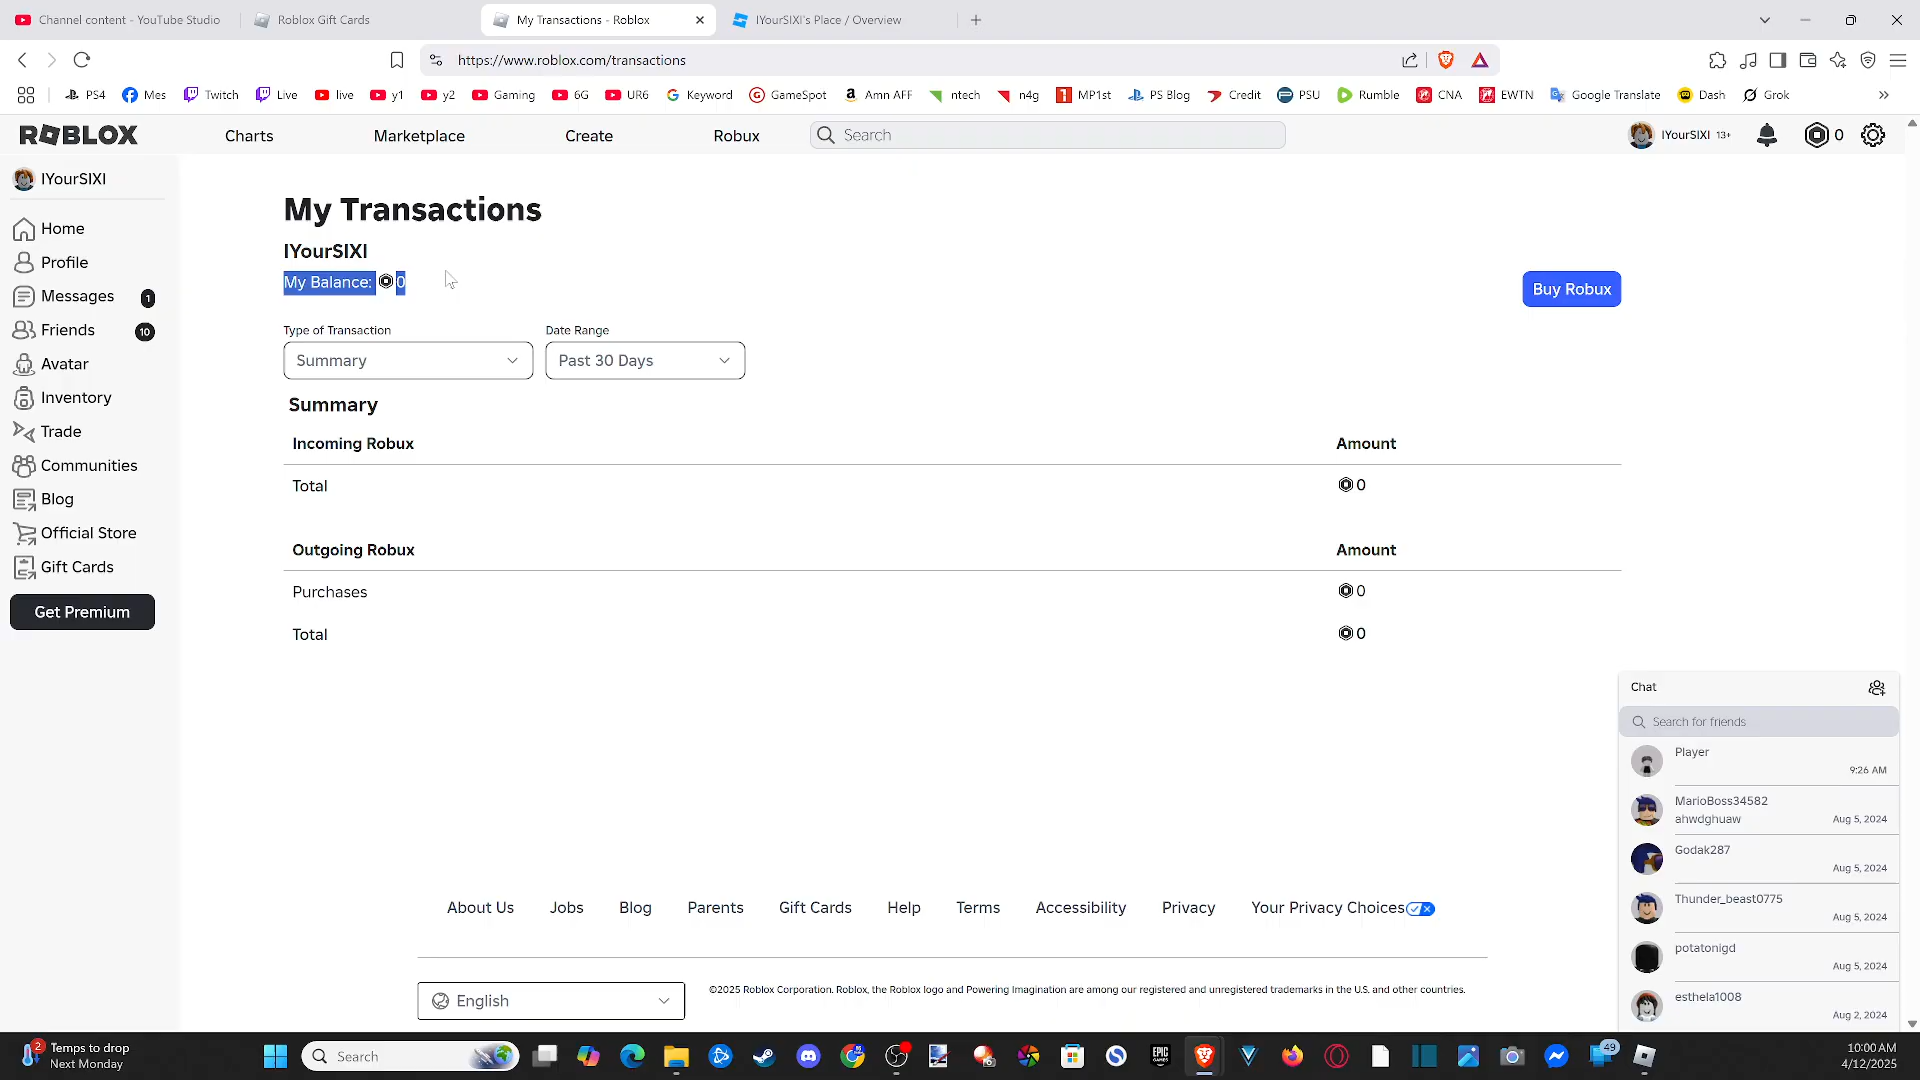 Channel content - YouTube Studio
Roblox Gift Cards
My Transactions - Roblox
IYourSIXI's Place / Overview
https://www.roblox.com/transactions
PS4
Mes
Twitch
Live
live
y1
y2
Gaming
6G
UR6
Keyword
GameSpot
Amn AFF
ntech
n4g
MP1st
PS Blog
Credit
PSU
Rumble
CNA
EWTN
Google Translate
Dash
Grok
ROBLOX
Charts
Marketplace
Create
Robux
Search
IYourSIXI 13+
0
IYourSIXI
Home
Profile
Messages 1
Friends 10
Avatar
Inventory
Trade
Communities
Blog
Official Store
Gift Cards
Get Premium
My Transactions
IYourSIXI
My Balance: 0
Buy Robux
Type of Transaction
Date Range
Summary
Past 30 Days
Summary
Incoming Robux Amount
Total 0
Outgoing Robux Amount
Purchases 0
Total 0
Chat
Search for friends
Player
9:26 AM
MarioBoss34582
ahwdghuaw Aug 5, 2024
Godak287
Aug 5, 2024
Thunder_beast0775
Aug 5, 2024
potatonigd
Aug 5, 2024
esthela1008
Aug 2, 2024
About Us
Jobs
Blog
Parents
Gift Cards
Help
Terms
Accessibility
Privacy
Your Privacy Choices
English
©2025 Roblox Corporation. Roblox, the Roblox logo and Powering Imagination are among our registered and unregistered trademarks in the U.S. and other countries.
2
Temps to drop
Next Monday
Search
EPIC GAMES
49
10:00 AM
4/12/2025